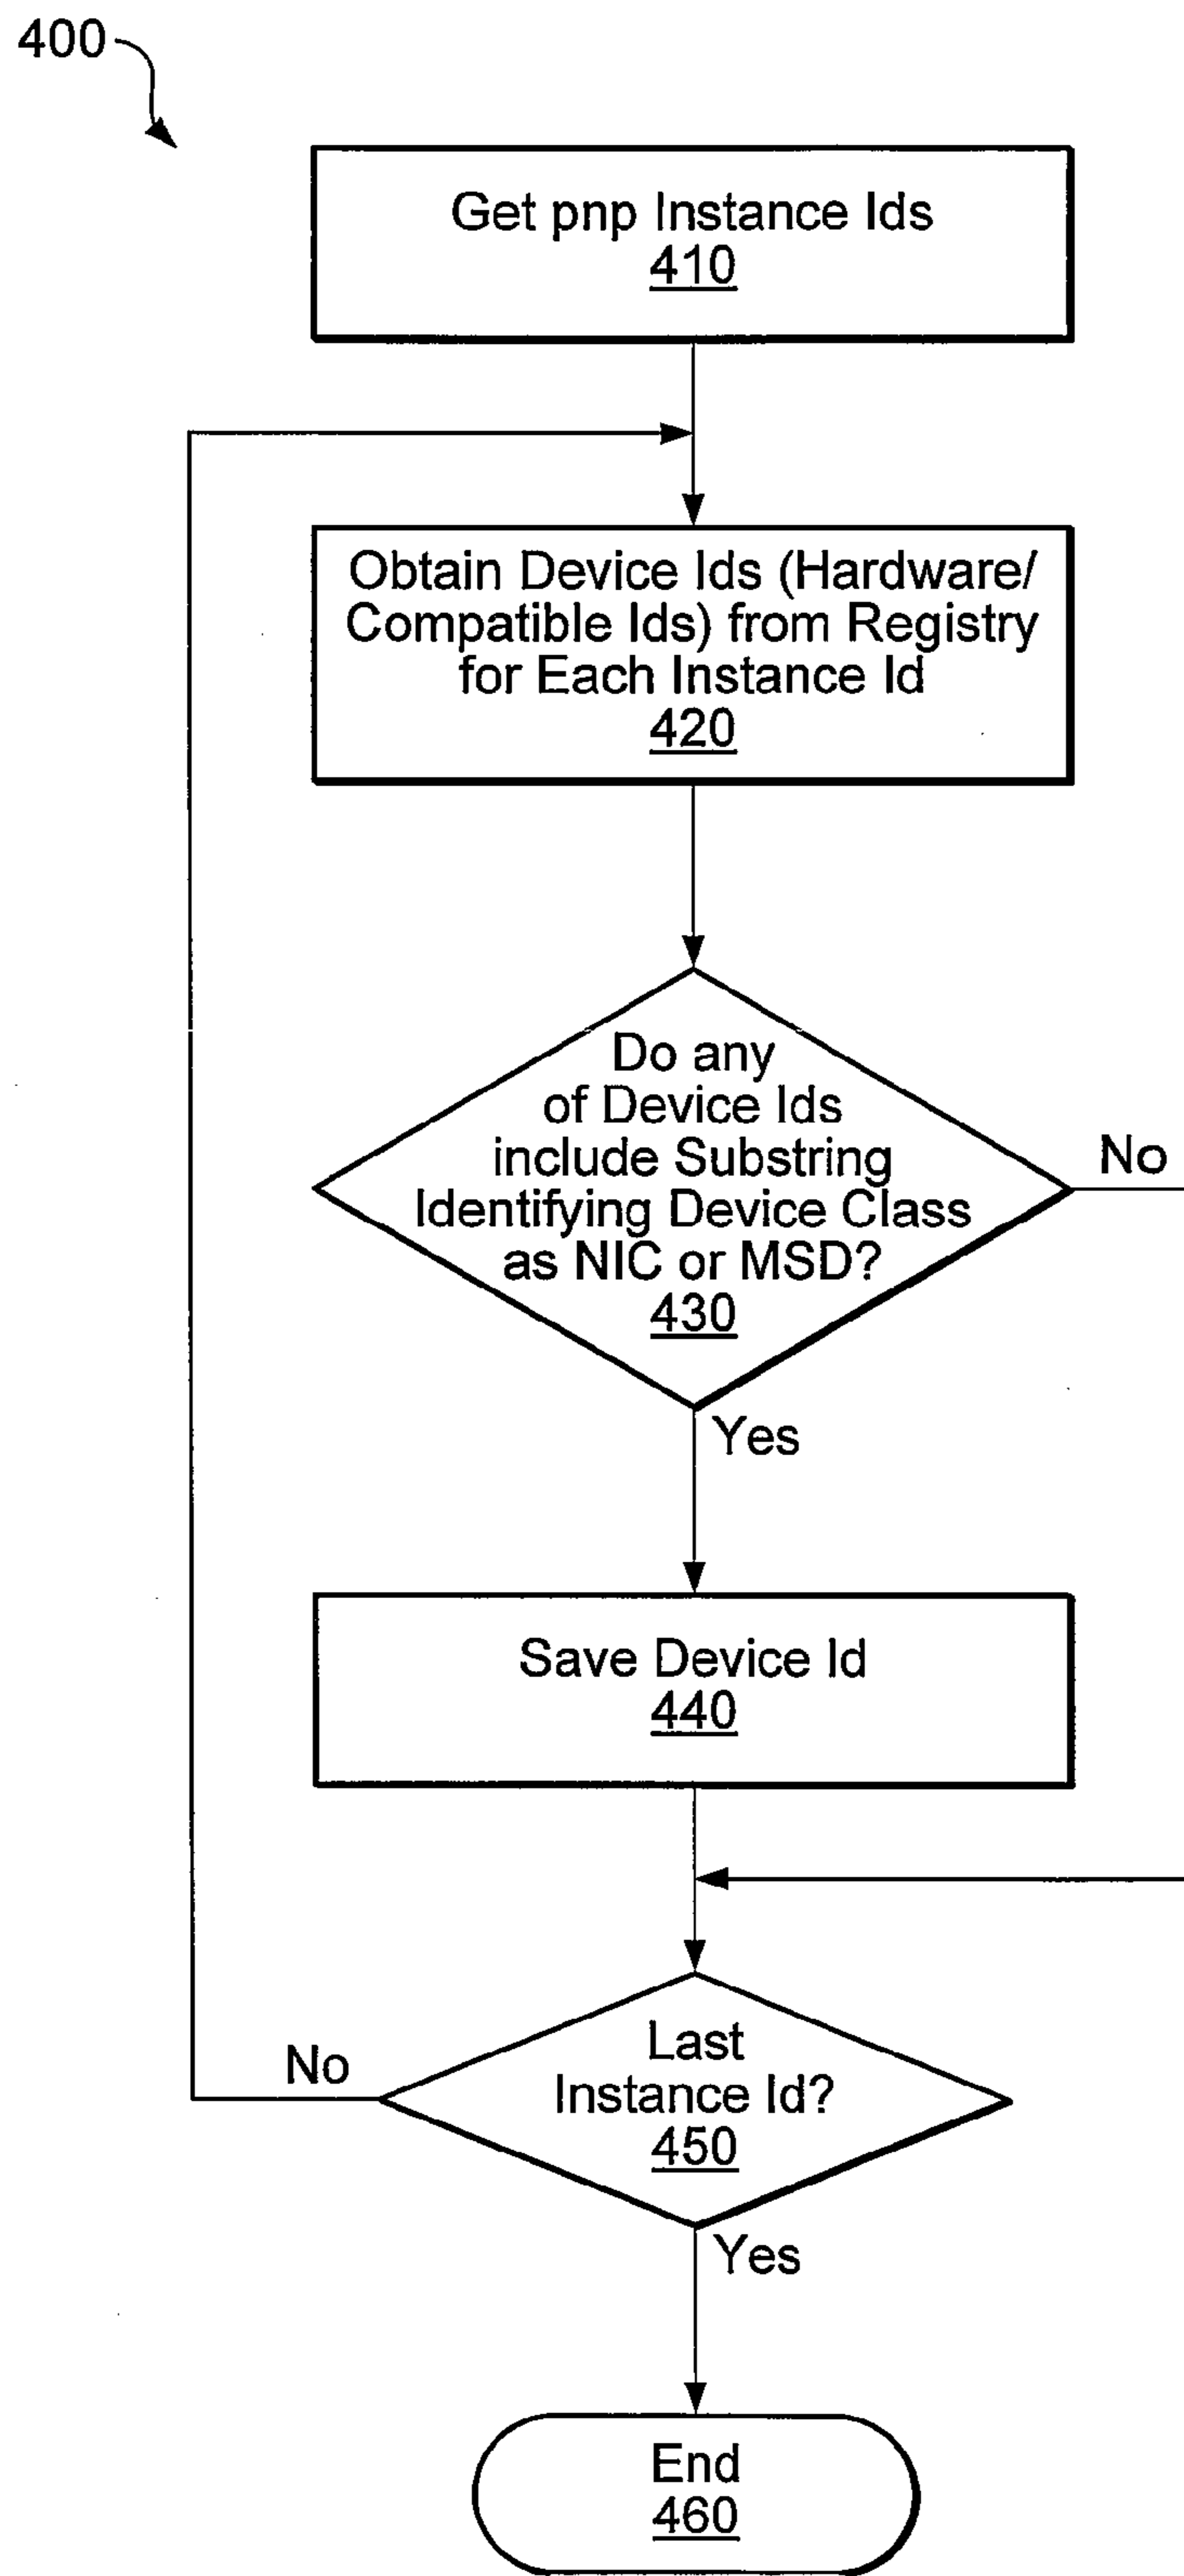 400
Get pnp Instance Ids
410
Obtain Device Ids (Hardware/
Compatible Ids) from Registry
for Each Instance Id
420
Do any
of Device Ids
include Substring
Identifying Device Class
as NIC or MSD?
430
No
Yes
Save Device Id
440
Last
Instance Id?
450
No
Yes
End
460